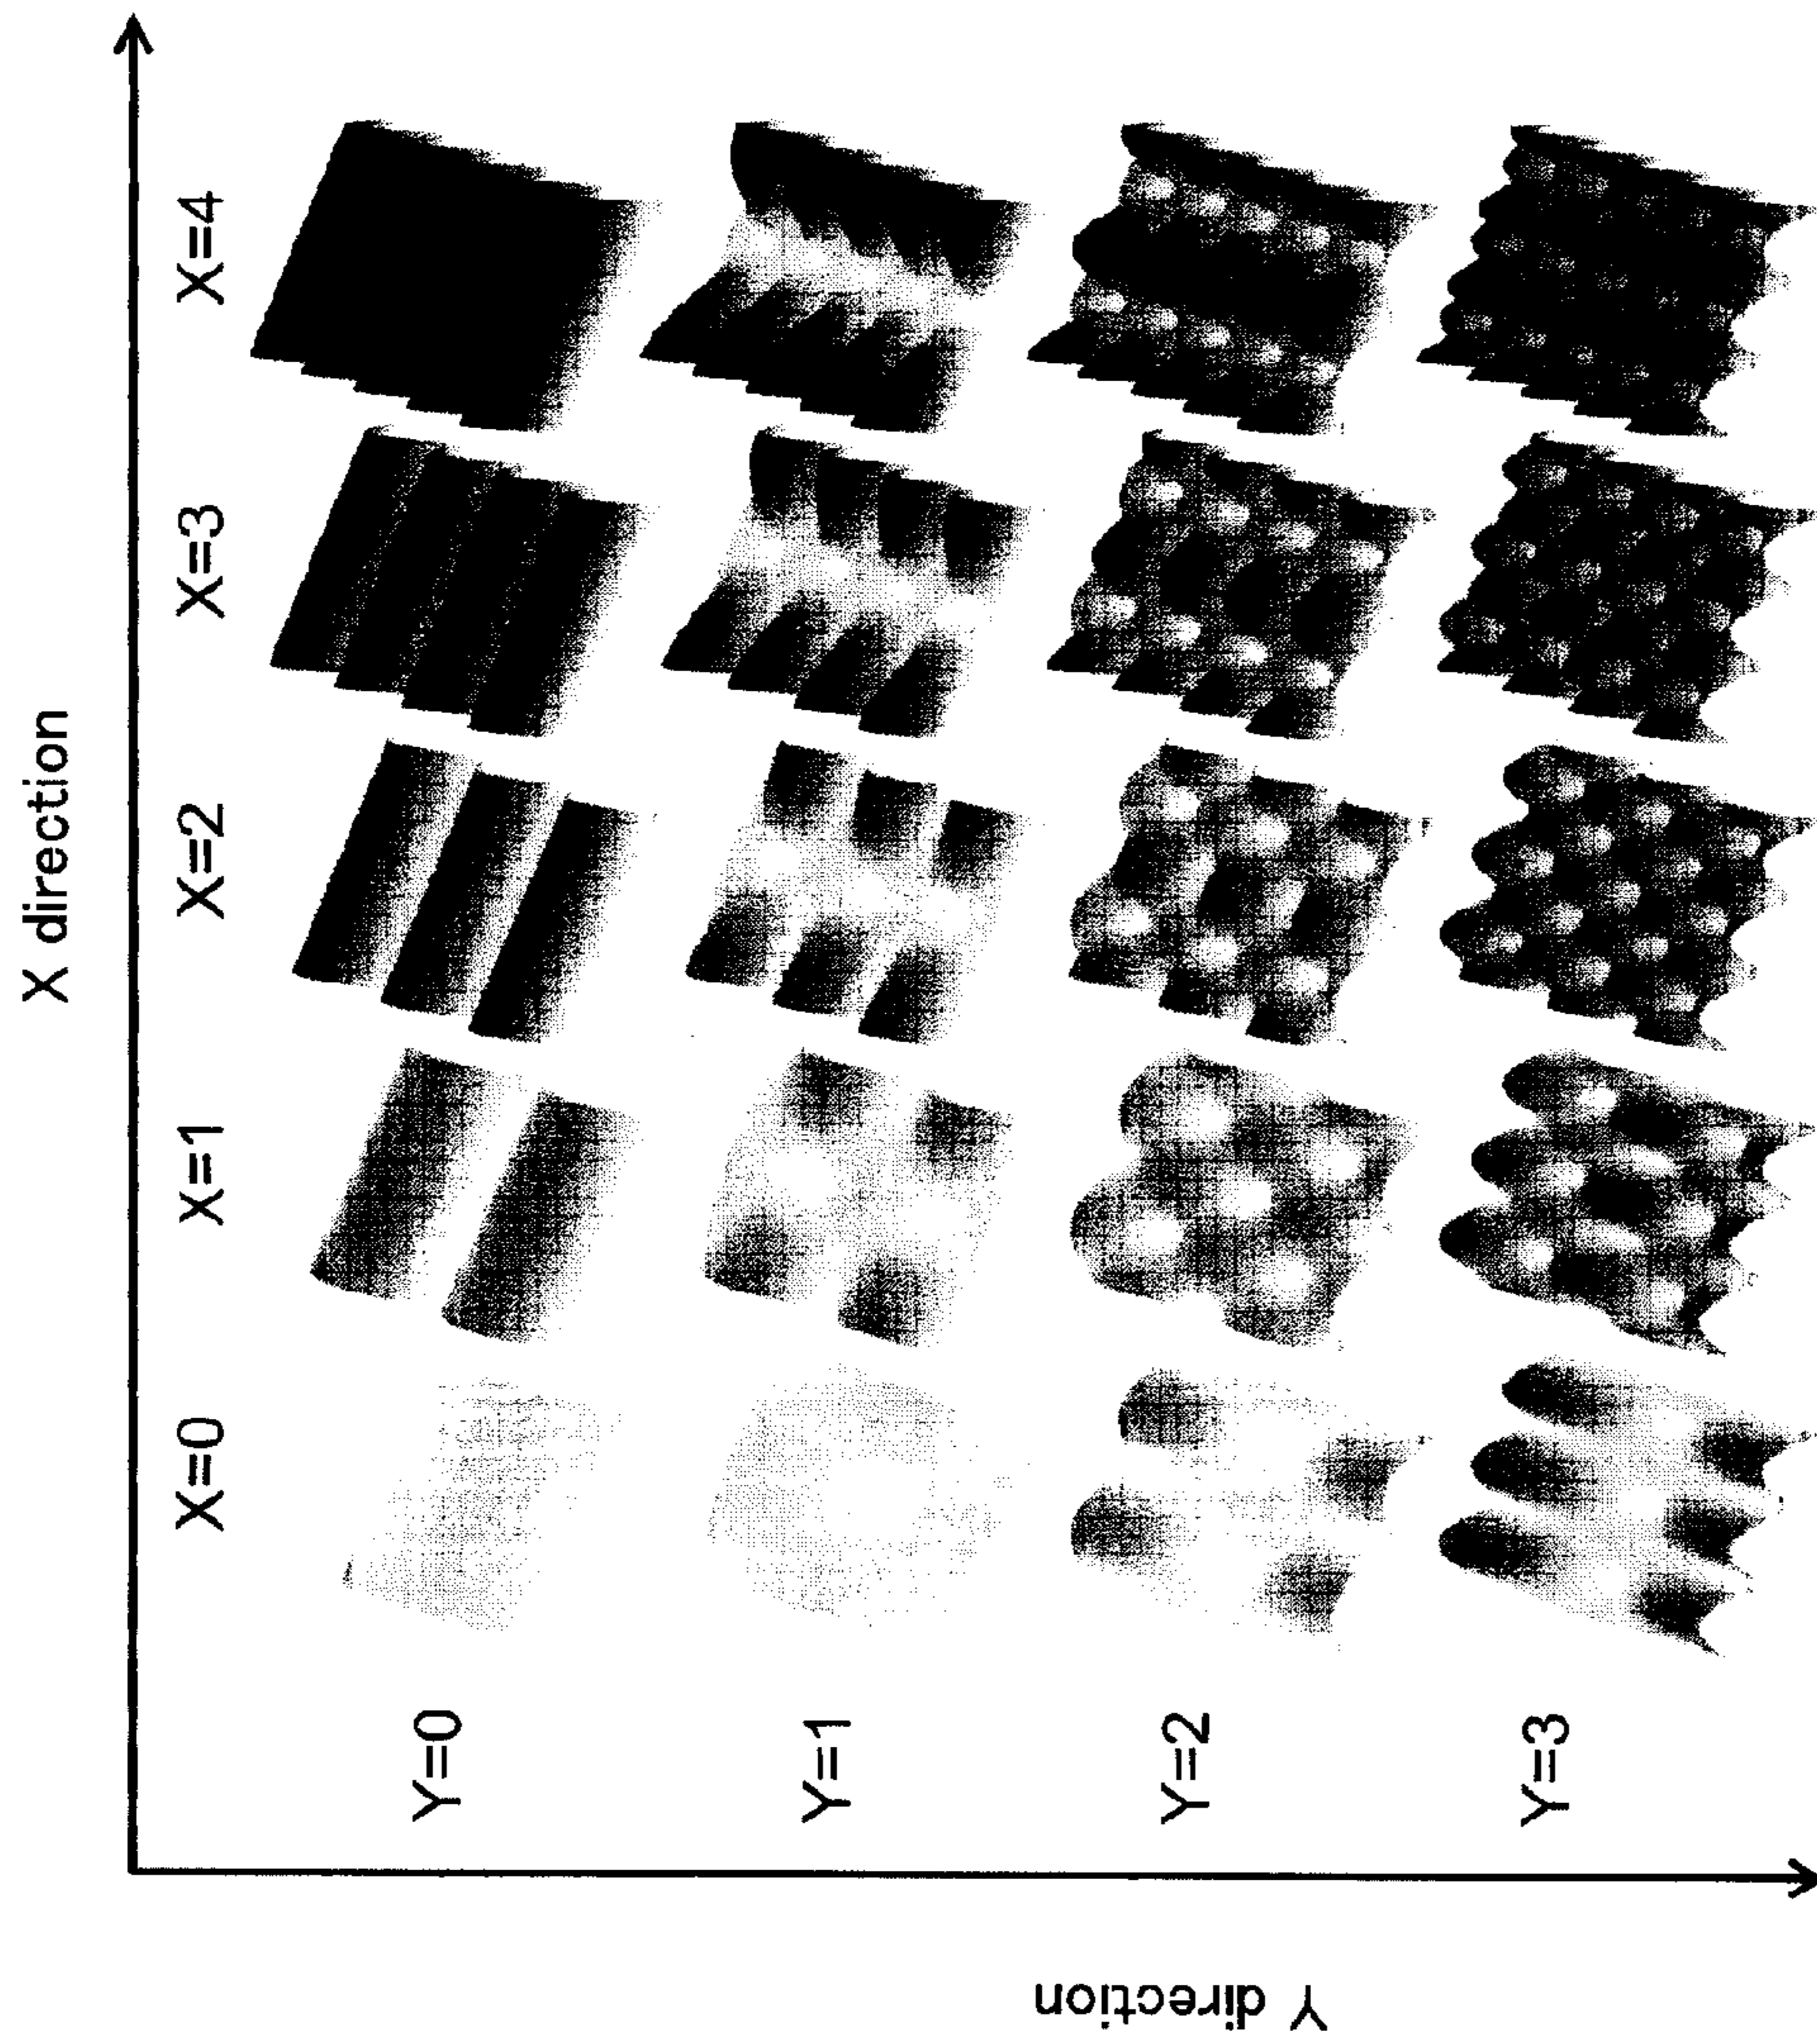 X direction
X=0 X=1 X=2 X=3 X=4
Y=0
Y=1
Y=2
Y=3
Y direction